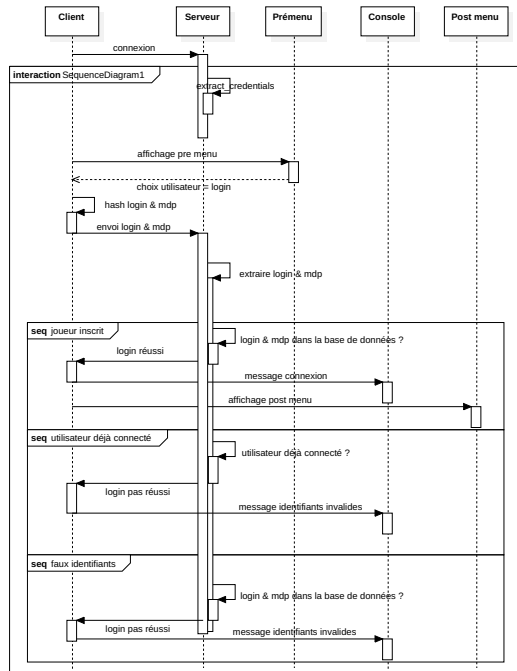 Client
Serveur
Prémenu
Console
Post menu
connexion
interaction SequenceDiagram1
extract_credentials
affichage pre menu
choix utilisateur = login
hash login & mdp
envoi login & mdp
extraire login & mdp
seq joueur inscrit
login & mdp dans la base de données ?
login réussi
message connexion
affichage post menu
seq utilisateur déjà connecté
utilisateur déjà connecté ?
login pas réussi
message identifiants invalides
seq faux identifiants
login & mdp dans la base de données ?
login pas réussi
message identifiants invalides